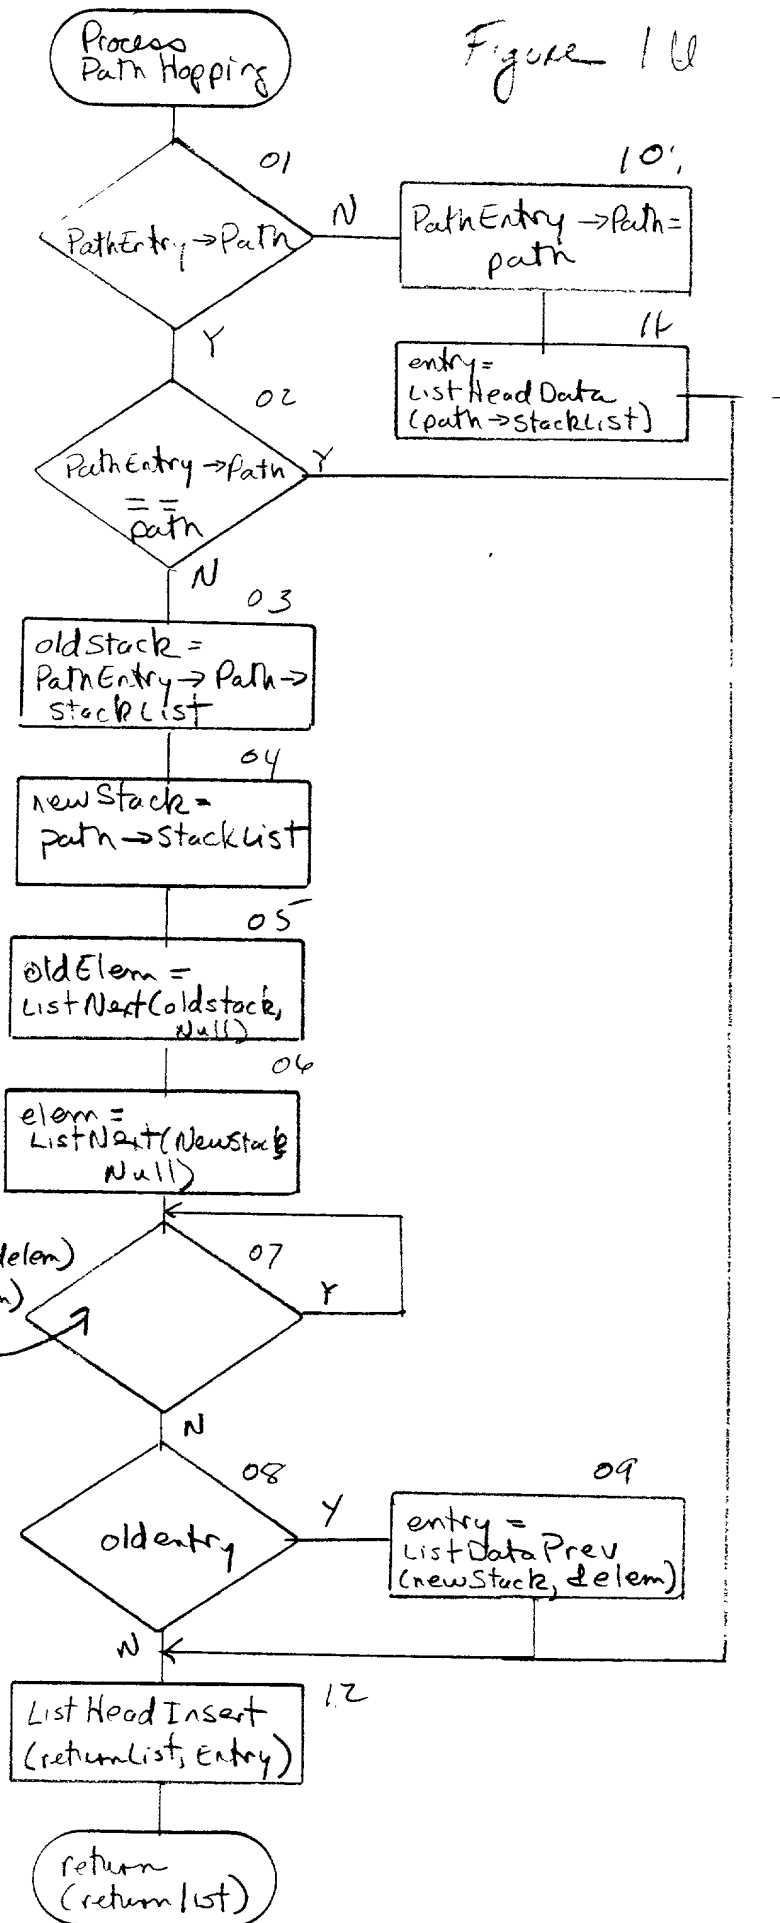 Process
Path Hopping
Figure 16
01
PathEntry →Path
N
Y
10
PathEntry →Path=
path
11
entry=
ListHeadData
(path→stackList)
02
PathEntry →Path
==
path
Y
N
03
oldStack =
PathEntry → Path →
StackList
04
newStack=
path →StackList
05
oldElem =
ListNext(oldstack,
Null)
06
elem =
ListNext(NewStack,
Null)
delem)
07
Y
N
08
oldentry
Y
N
09
entry =
ListDataPrev
(newStack, &elem)
12
ListHeadInsert
(returnList, Entry)
return
(returnlist)